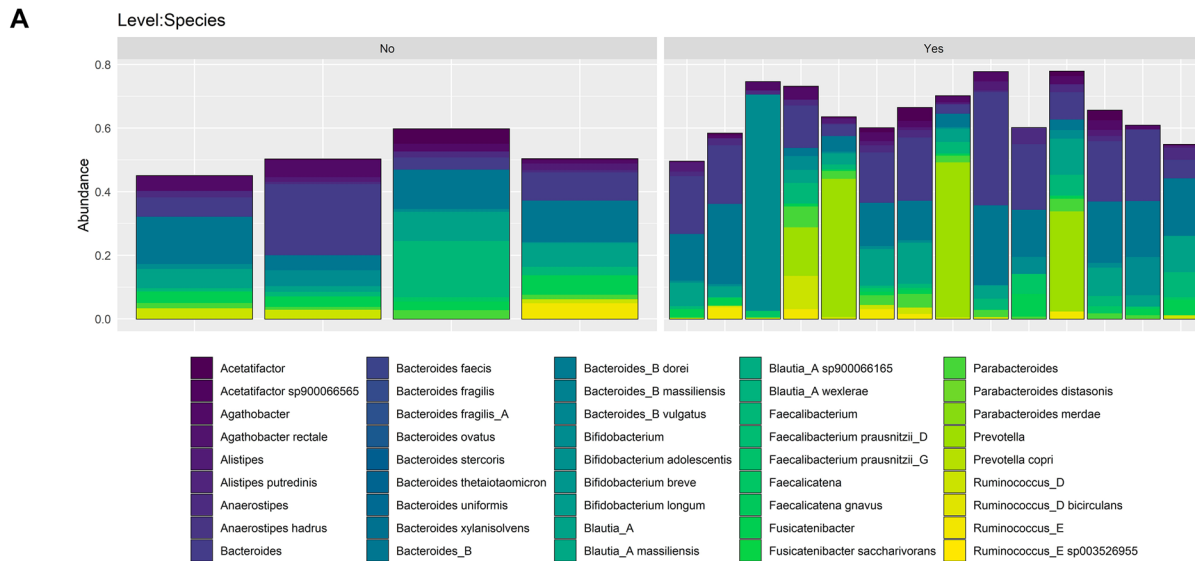 A
Level:Species
No Yes
0.8
0.6
0.4
0.2
0.0
Abundance
Acetatifactor Bacteroides faecis Bacteroides_B dorei Blautia_A sp900066165 Parabacteroides
Acetatifactor sp900066565 Bacteroides fragilis Bacteroides_B massiliensis Blautia_A wexlerae Parabacteroides distasonis
Agathobacter Bacteroides fragilis_A Bacteroides_B vulgatus Faecalibacterium Parabacteroides merdae
Agathobacter rectale Bacteroides ovatus Bifidobacterium Faecalibacterium prausnitzii_D Prevotella
Alistipes Bacteroides stercoris Bifidobacterium adolescentis Faecalibacterium prausnitzii_G Prevotella copri
Alistipes putredinis Bacteroides thetaiotaomicron Bifidobacterium breve Faecalicatena Ruminococcus_D
Anaerostipes Bacteroides uniformis Bifidobacterium longum Faecalicatena gnavus Ruminococcus_D bicirculans
Anaerostipes hadrus Bacteroides xylanisolvens Blautia_A Fusicatenibacter Ruminococcus_E
Bacteroides Bacteroides_B Blautia_A massiliensis Fusicatenibacter saccharivorans Ruminococcus_E sp003526955